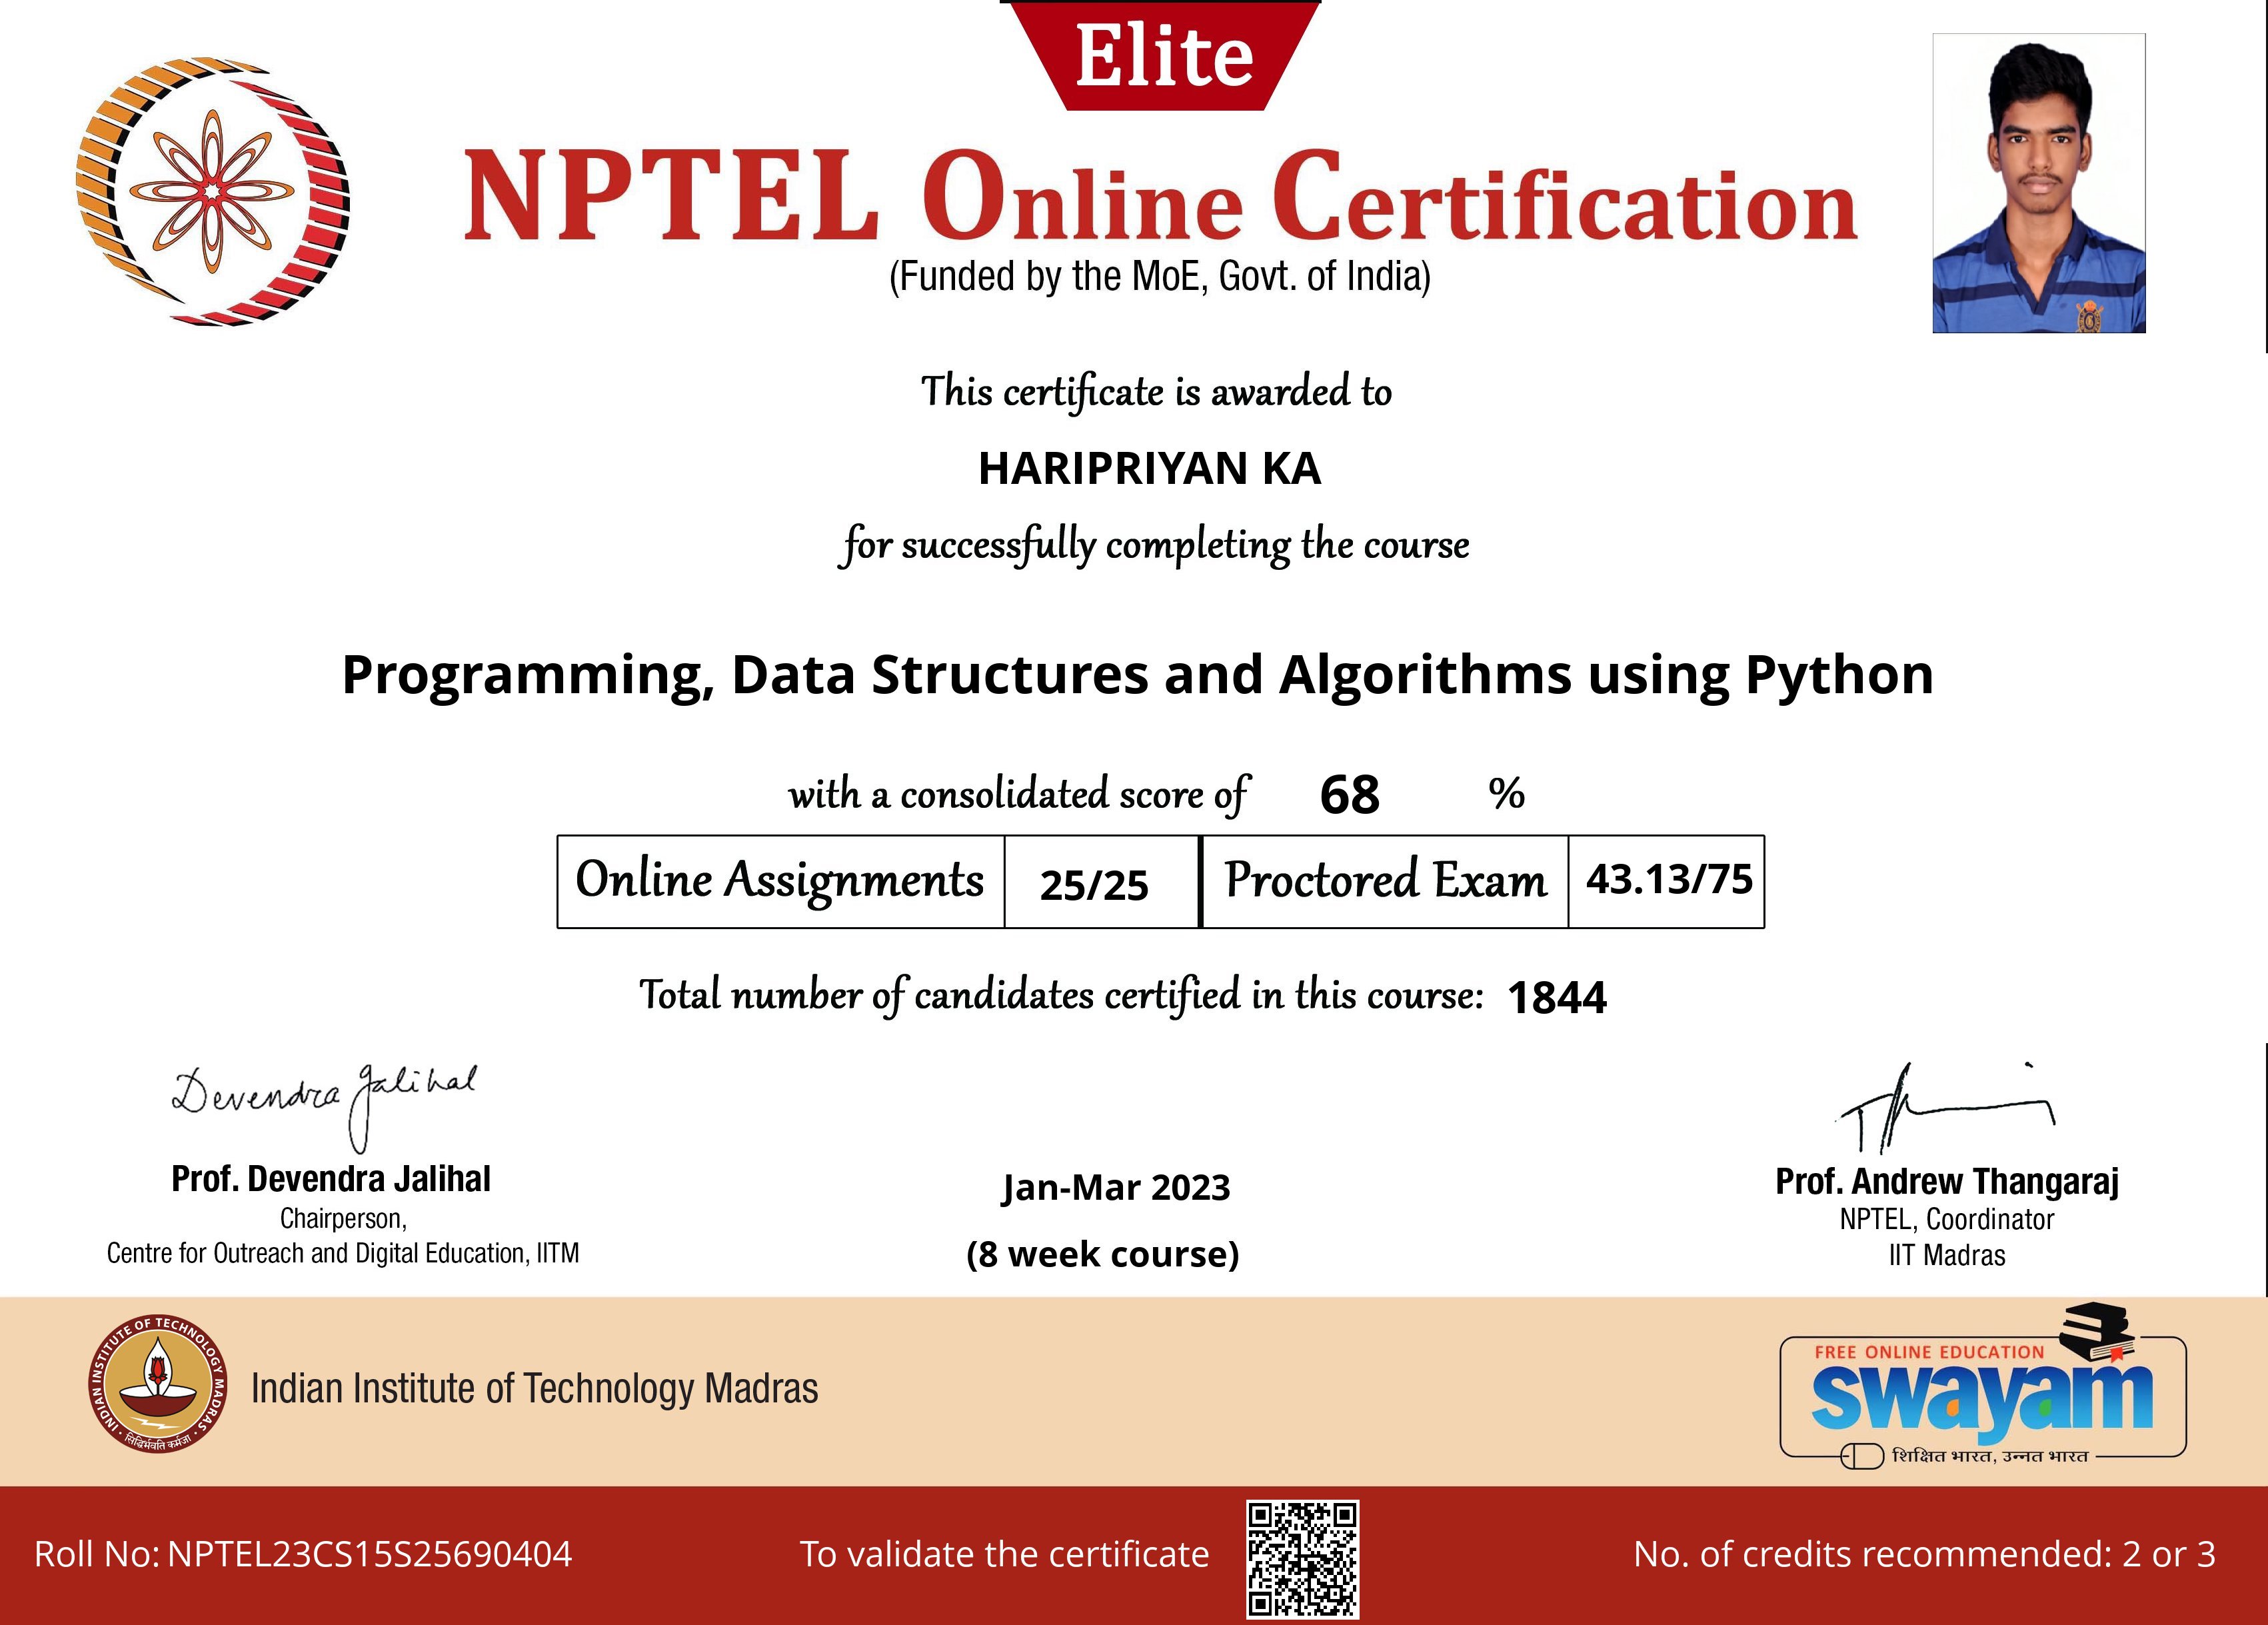 Elite
NPTEL Online Certification
(Funded by the MoE, Govt. of India)
This certificate is awarded to
HARIPRIYAN KA
for successfully completing the course
Programming, Data Structures and Algorithms using Python
with a consolidated score of 68 %
Online Assignments 25/25 Proctored Exam 43.13/75
Total number of candidates certified in this course: 1844
Devendra Jalihal
Prof. Devendra Jalihal
Chairperson,
Centre for Outreach and Digital Education, IITM
Jan-Mar 2023
(8 week course)
Prof. Andrew Thangaraj
NPTEL, Coordinator
IIT Madras
INDIAN INSTITUTE OF TECHNOLOGY MADRAS
सिद्धिर्भवति कर्मजा
Indian Institute of Technology Madras
FREE ONLINE EDUCATION
swayam
शिक्षित भारत, उन्नत भारत
Roll No: NPTEL23CS15S25690404
To validate the certificate
No. of credits recommended: 2 or 3